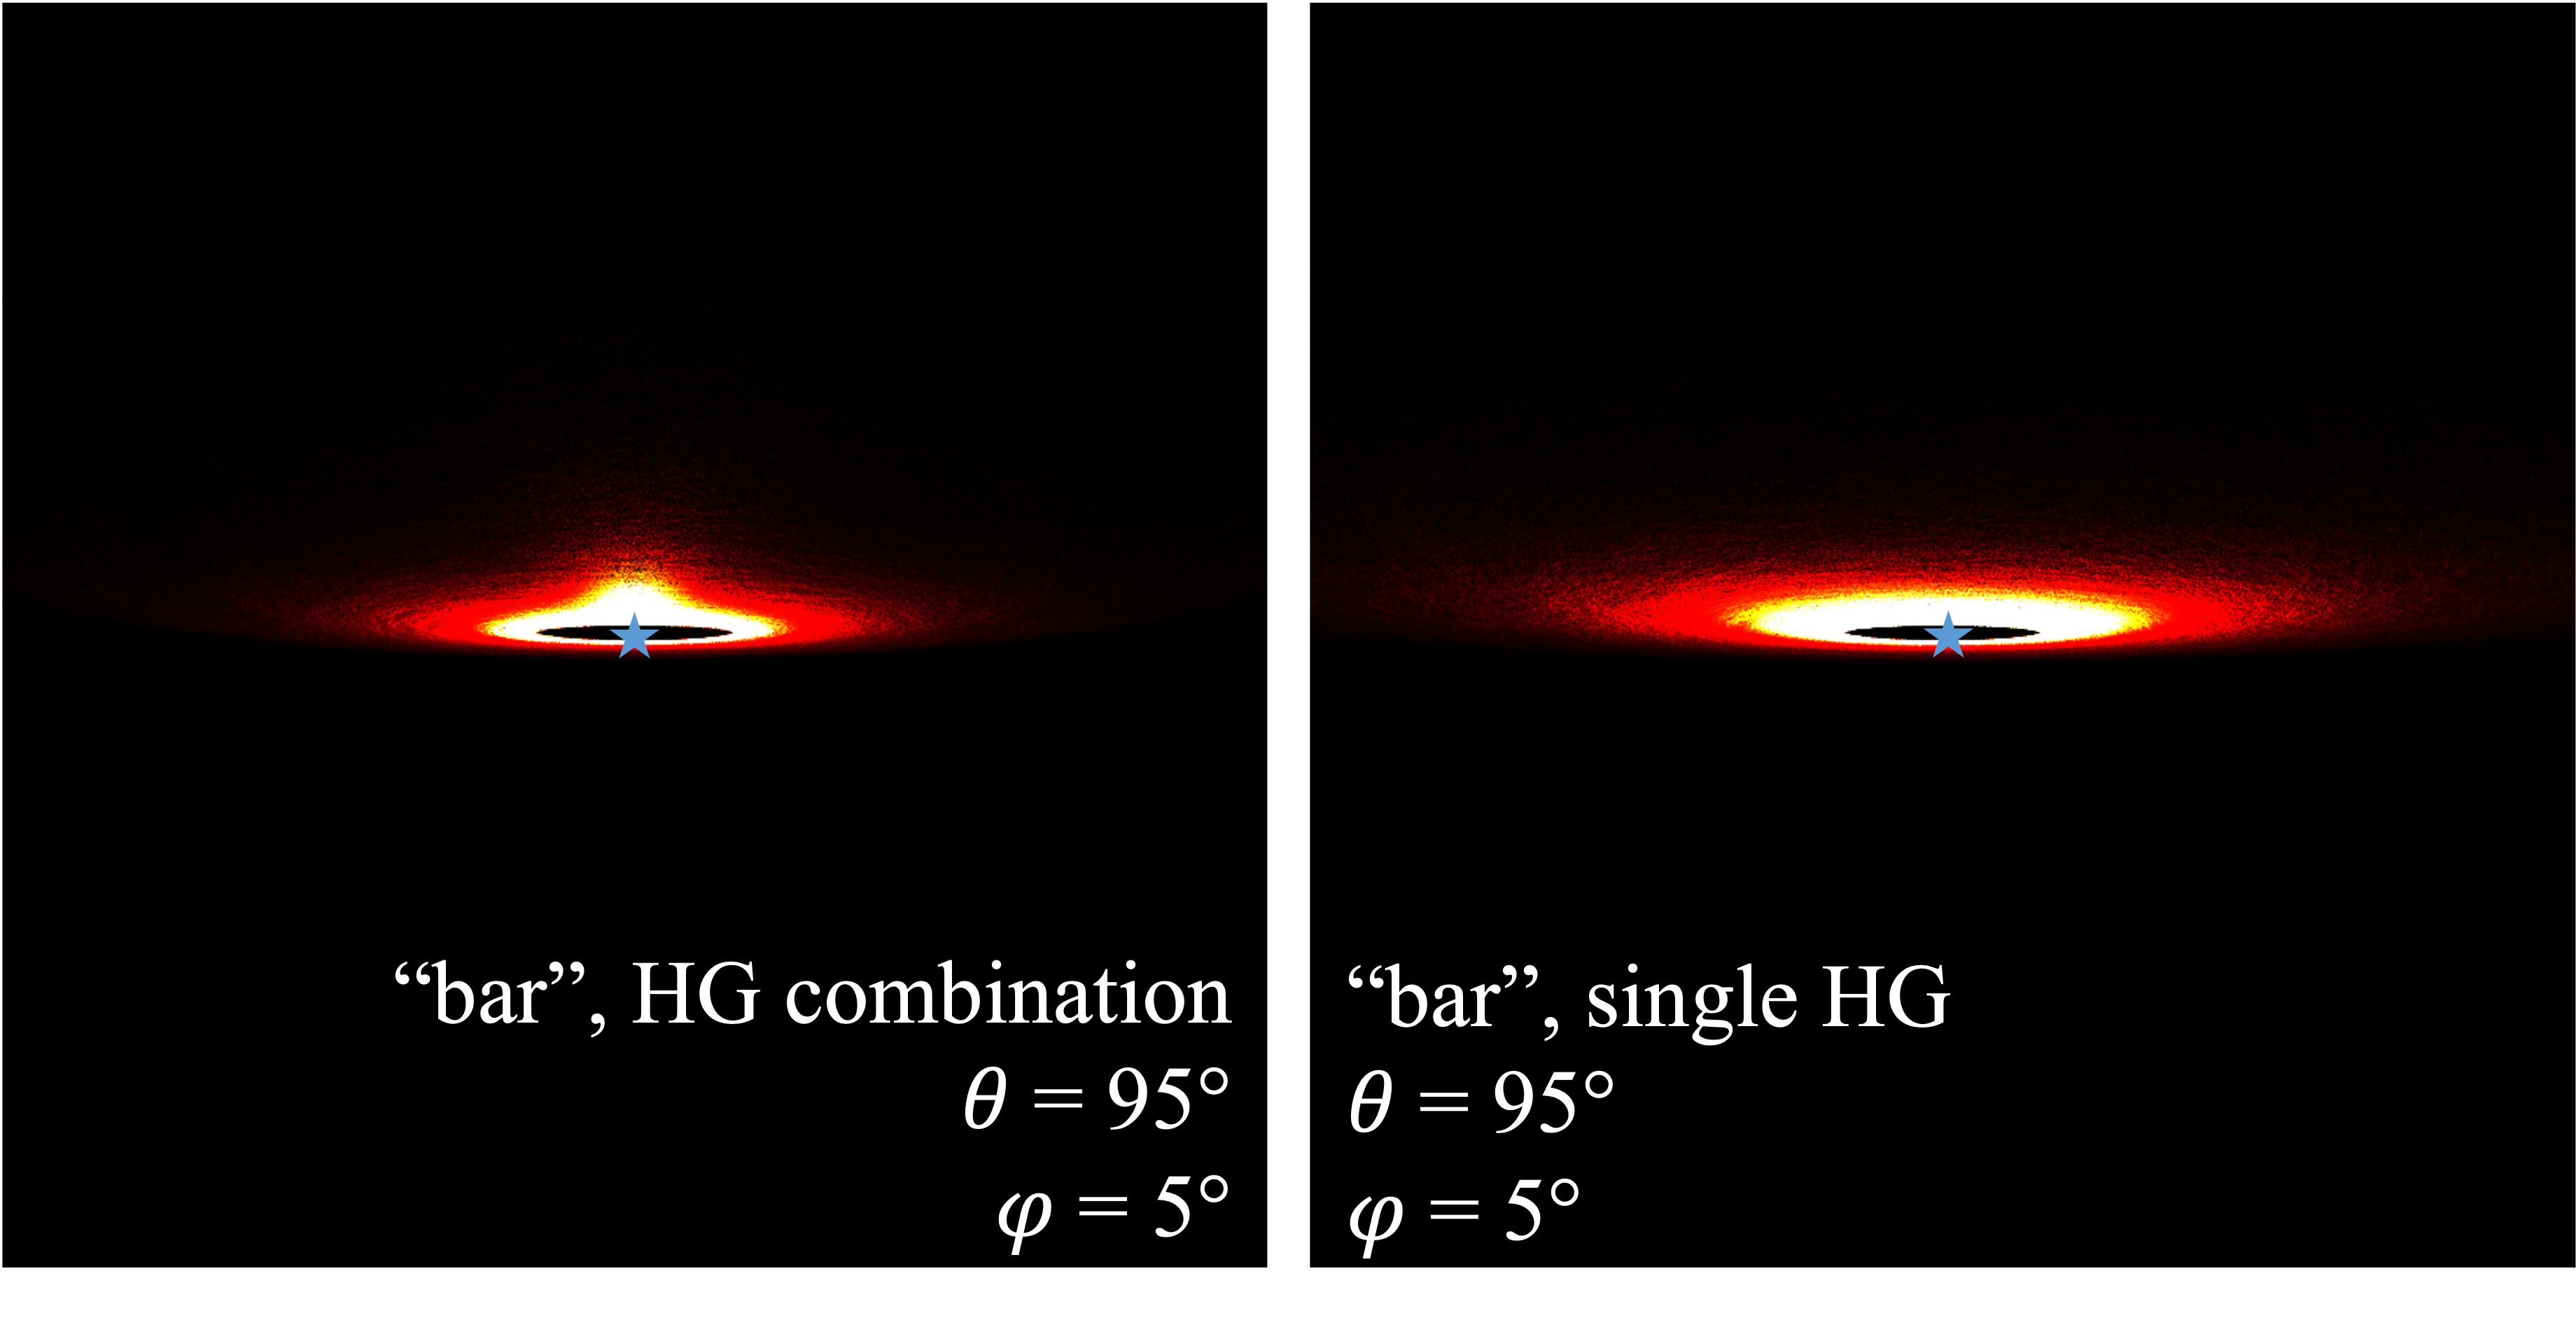 “bar”, HG combination
θ = 95°
φ = 5°
“bar”, single HG
θ = 95°
φ = 5°